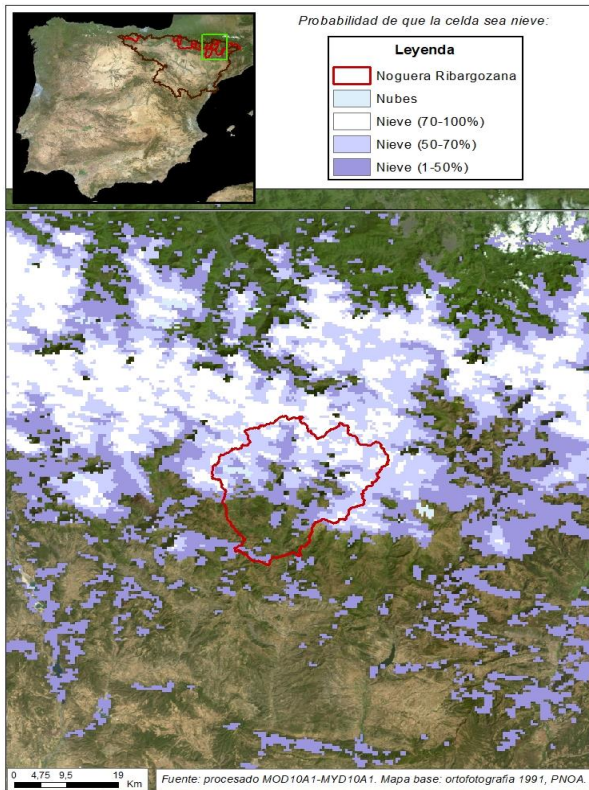 Probabilidad de que la celda sea nieve:
Leyenda
Noguera Ribargozana
Nubes
Nieve (70-100%)
Nieve (50-70%)
Nieve (1-50%)
0 4,75 9,5 19
Km
Fuente: procesado MOD10A1-MYD10A1. Mapa base: ortofotografia 1991, PNOA.